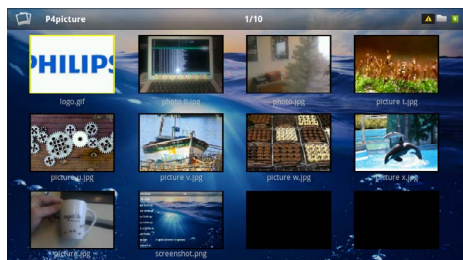 P4picture
1/10
PHILIPS
logo.gif
photo 0.jpg
photo.jpg
picture t.jpg
picture u.jpg
picture v.jpg
picture w.jpg
picture x.jpg
picture.jpg
screenshot.png